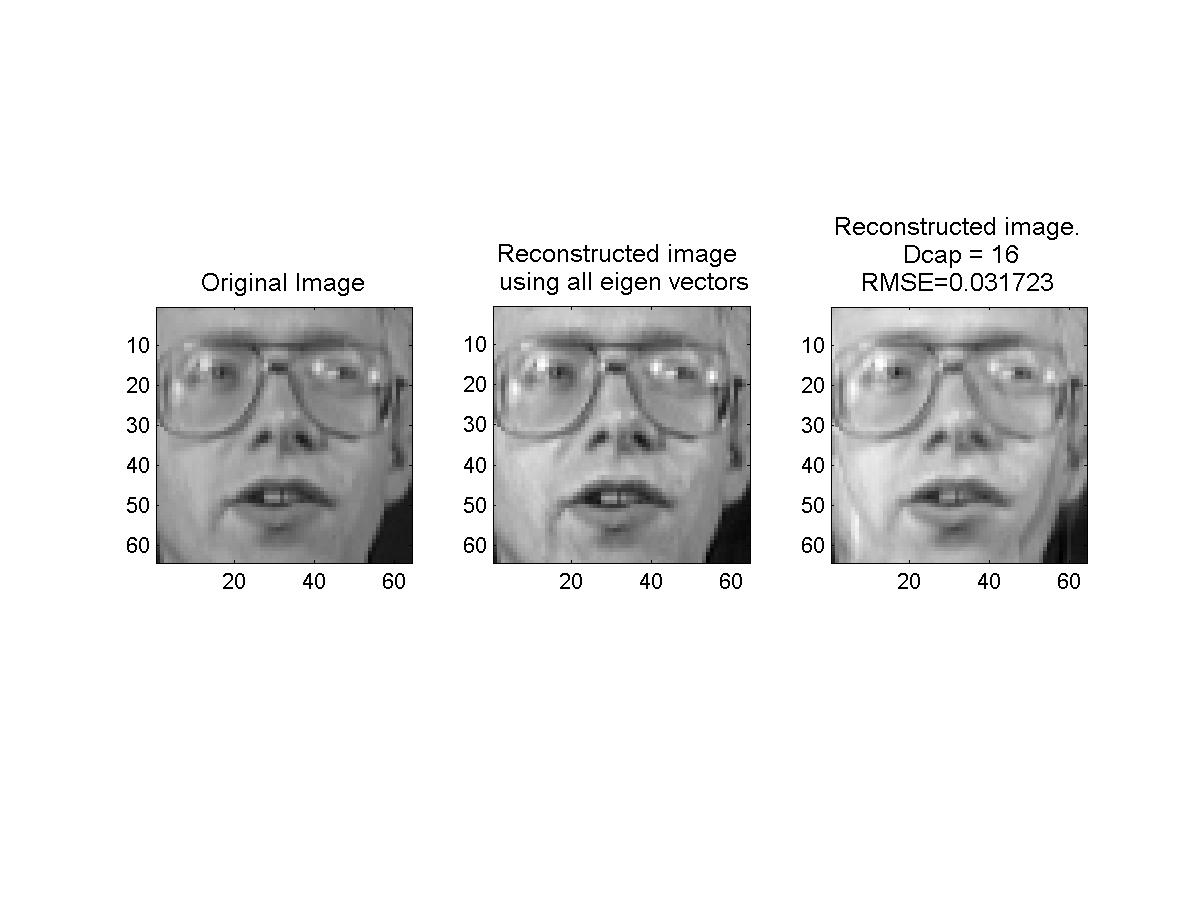 Original Image
10
20
30
40
50
60
20 40 60
Reconstructed image
using all eigen vectors
10
20
30
40
50
60
20 40 60
Reconstructed image.
Dcap = 16
RMSE=0.031723
10
20
30
40
50
60
20 40 60